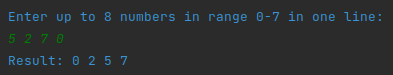 Enter up to 8 numbers in range 0-7 in one line:
5 2 7 0
Result: 0 2 5 7